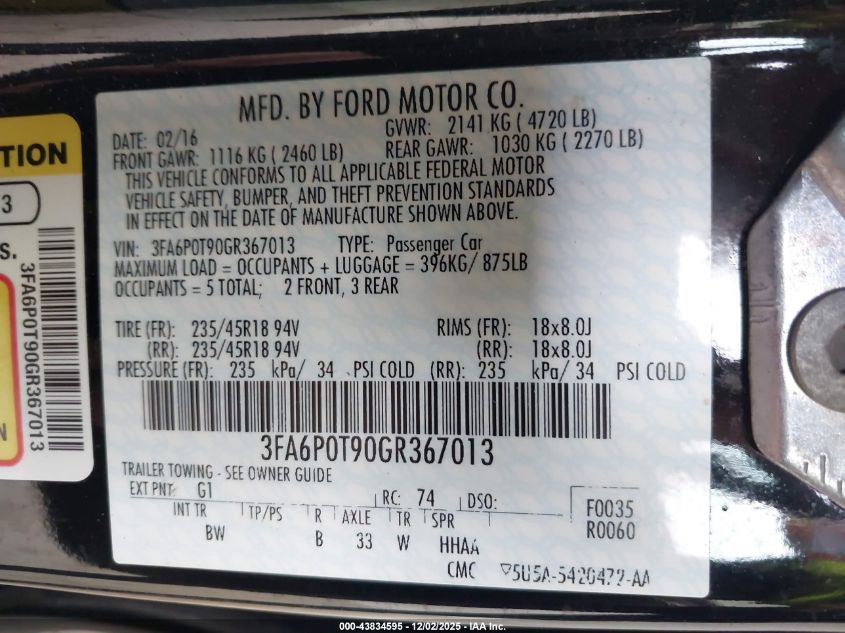 MFD. BY FORD MOTOR CO.
DATE: 02/16 GVWR: 2141 KG ( 4720 LB)
FRONT GAWR: 1116 KG ( 2460 LB) REAR GAWR: 1030 KG ( 2270 LB)
THIS VEHICLE CONFORMS TO ALL APPLICABLE FEDERAL MOTOR
VEHICLE SAFETY, BUMPER, AND THEFT PREVENTION STANDARDS
IN EFFECT ON THE DATE OF MANUFACTURE SHOWN ABOVE.
VIN: 3FA6P0T90GR367013 TYPE: Passenger Car
MAXIMUM LOAD = OCCUPANTS + LUGGAGE = 396KG/ 875LB
OCCUPANTS = 5 TOTAL; 2 FRONT, 3 REAR
TIRE (FR): 235/45R18 94V RIMS (FR): 18x8.0J
(RR): 235/45R18 94V (RR): 18x8.0J
PRESSURE (FR): 235 kPa/ 34 PSI COLD (RR): 235 kPa/ 34 PSI COLD
3FA6P0T90GR367013
TRAILER TOWING - SEE OWNER GUIDE
EXT PNT: G1 RC: 74 DSO: F0035
INT TR TP/PS R AXLE TR SPR R0060
BW B 33 W HHAA
CMC ▽5U5A-5420472-AA
TION
3
S.
3FA6P0T90GR367013
N
000-43834595 - 12/02/2025 - IAA Inc.